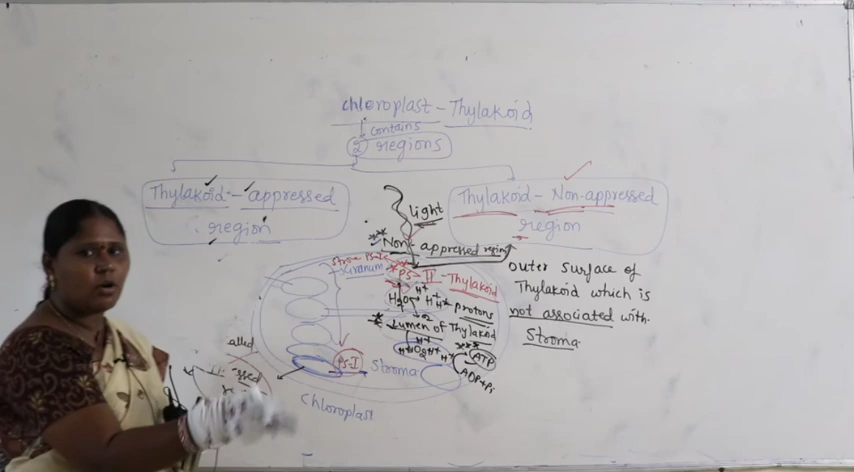 chloroplast - Thylakoid
contains
2 regions
Thylakoid - appressed
region
Thylakoid - Non-appressed
region
light
Non-appressed region
Granum
PS-II - Thylakoid
H+
H2O → H+ H+ protons
O2
Lumen of Thylakoid
H+
ATP
ADP+Pi
PS-I
Stroma
Chloroplast
outer surface of
Thylakoid which is
not associated with
Stroma